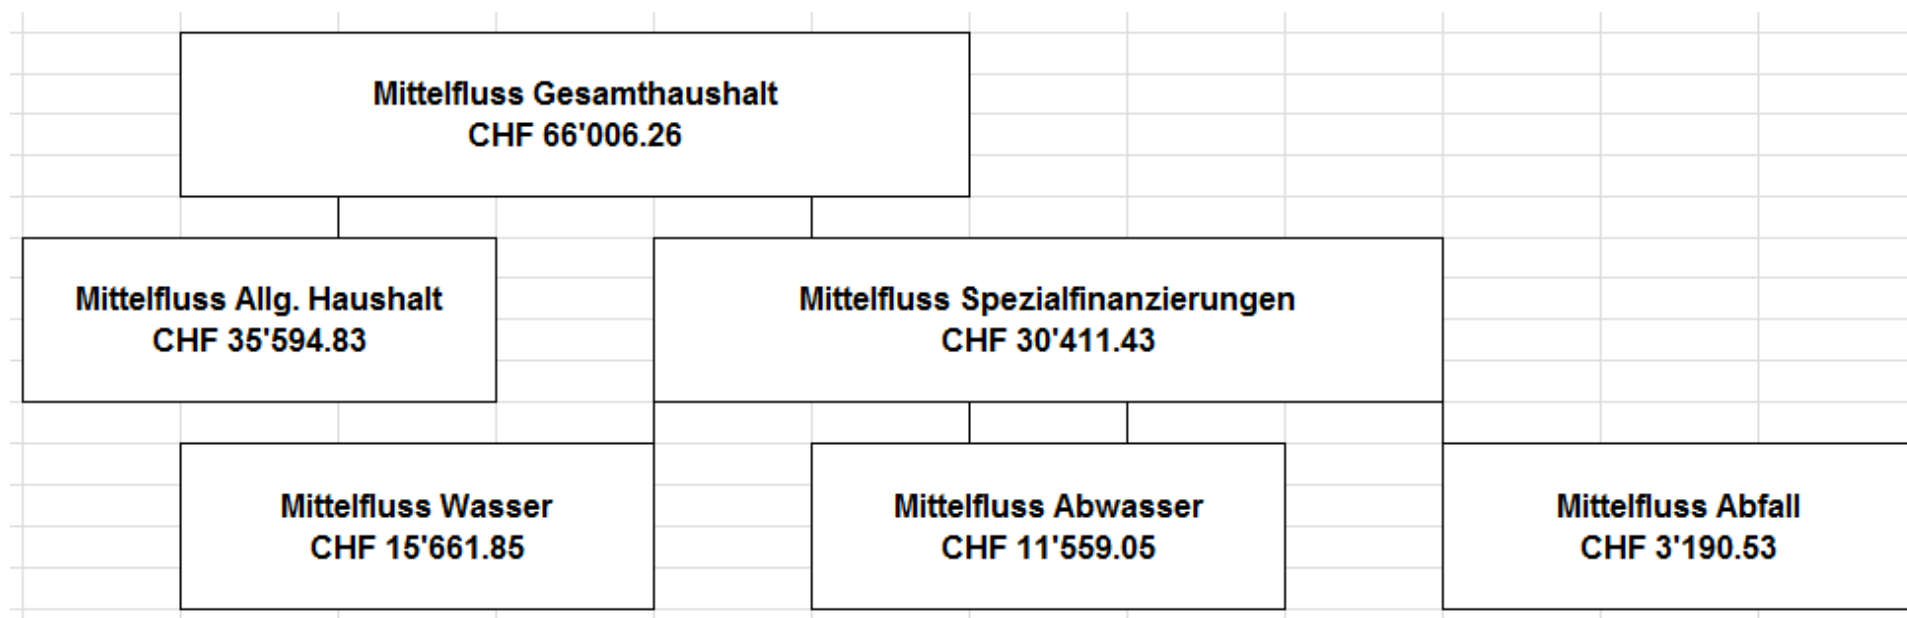 Mittelfluss Gesamthaushalt
CHF 66'006.26
Mittelfluss Allg. Haushalt
CHF 35'594.83
Mittelfluss Spezialfinanzierungen
CHF 30'411.43
Mittelfluss Wasser
CHF 15'661.85
Mittelfluss Abwasser
CHF 11'559.05
Mittelfluss Abfall
CHF 3'190.53